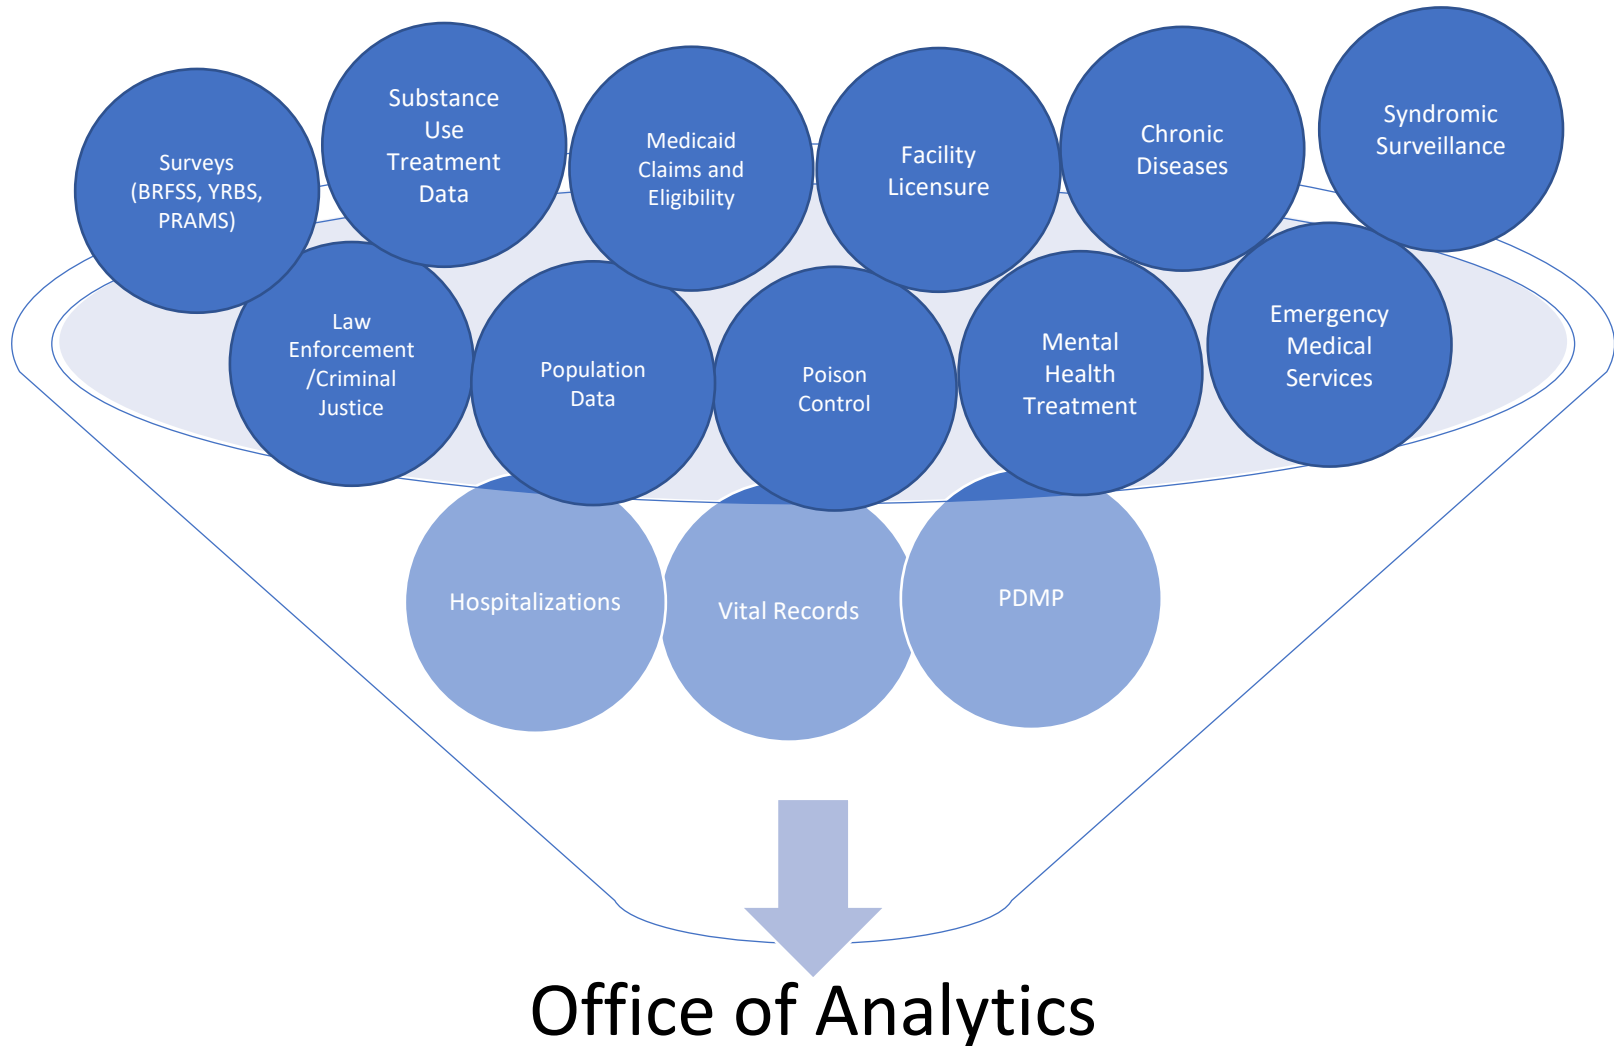 Surveys
(BRFSS, YRBS,
PRAMS)
Substance
Use
Treatment
Data
Medicaid
Claims and
Eligibility
Facility
Licensure
Chronic
Diseases
Syndromic
Surveillance
Law
Enforcement
/Criminal
Justice
Population
Data
Poison
Control
Mental
Health
Treatment
Emergency
Medical
Services
Hospitalizations
Vital Records
PDMP
Office of Analytics